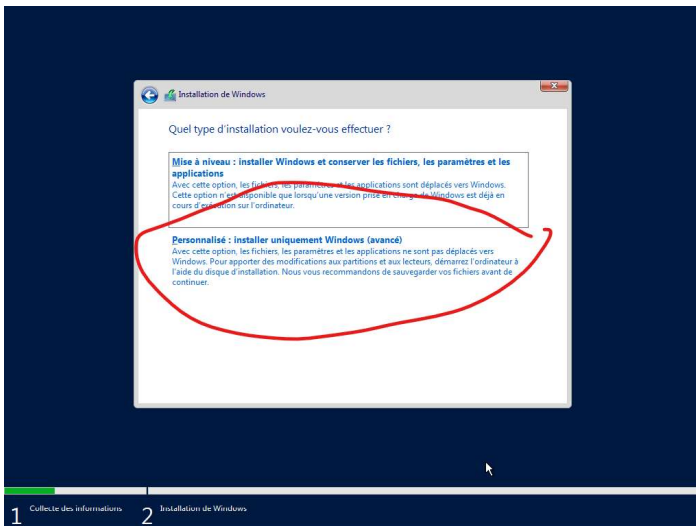 Installation de Windows
Quel type d'installation voulez-vous effectuer ?
Mise à niveau : installer Windows et conserver les fichiers, les paramètres et les
applications
Avec cette option, les fichiers, les paramètres et les applications sont déplacés vers Windows.
Cette option n'est disponible que lorsqu'une version prise en charge de Windows est déjà en
cours d'exécution sur l'ordinateur.
Personnalisé : installer uniquement Windows (avancé)
Avec cette option, les fichiers, les paramètres et les applications ne sont pas déplacés vers
Windows. Pour apporter des modifications aux partitions et aux lecteurs, démarrez l'ordinateur à
l'aide du disque d'installation. Nous vous recommandons de sauvegarder vos fichiers avant de
continuer.
1 Collecte des informations 2 Installation de Windows